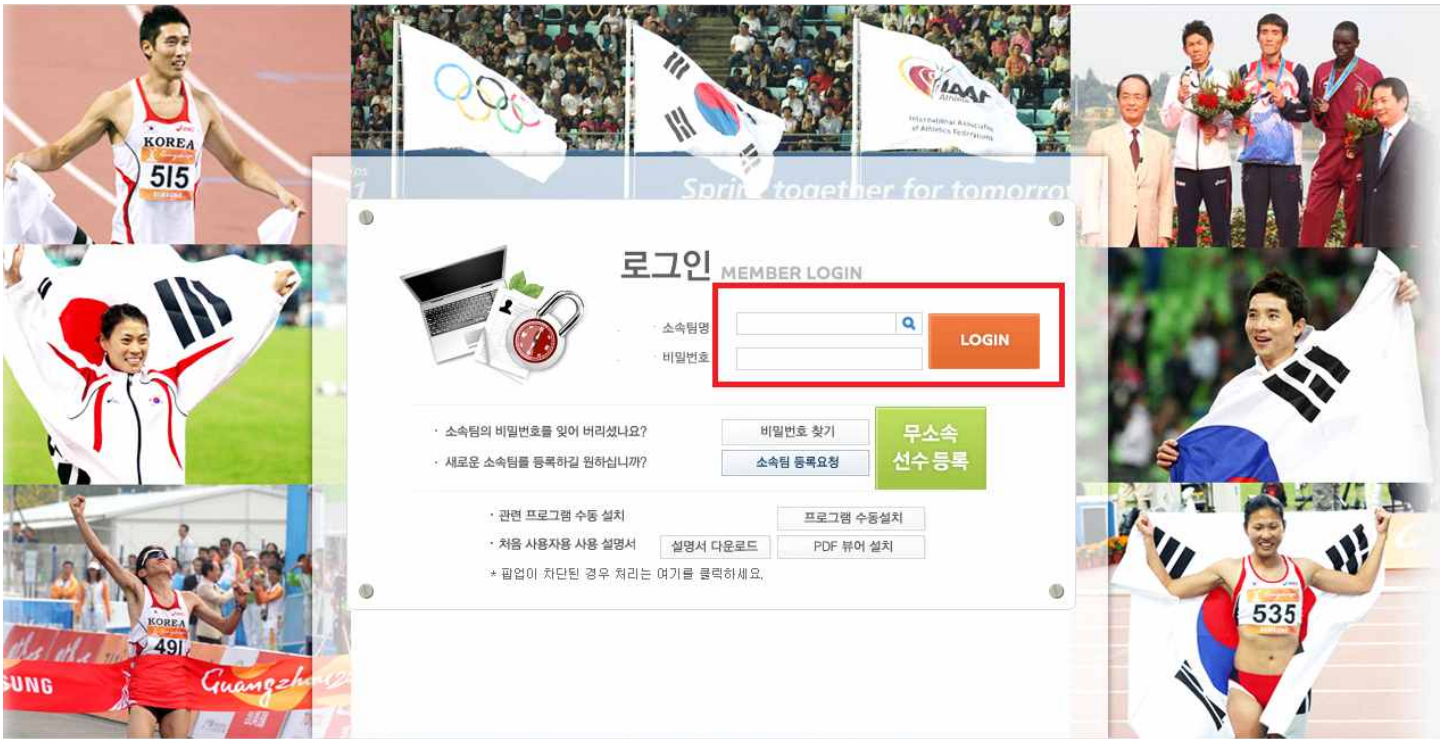 KOREA
515
IAAF
Athletics
International Association
of Athletics Federations
Spring together for tomorrow
로그인 MEMBER LOGIN
· 소속팀명
LOGIN
· 비밀번호
· 소속팀의 비밀번호를 잊어 버리셨나요?
비밀번호 찾기
무소속
선수 등록
· 새로운 소속팀를 등록하길 원하십니까?
소속팀 등록요청
· 관련 프로그램 수동 설치
프로그램 수동설치
· 처음 사용자용 사용 설명서
설명서 다운로드
PDF 뷰어 설치
* 팝업이 차단된 경우 처리는 여기를 클릭하세요.
KOREA
491
SUNG
Guangzhou
535